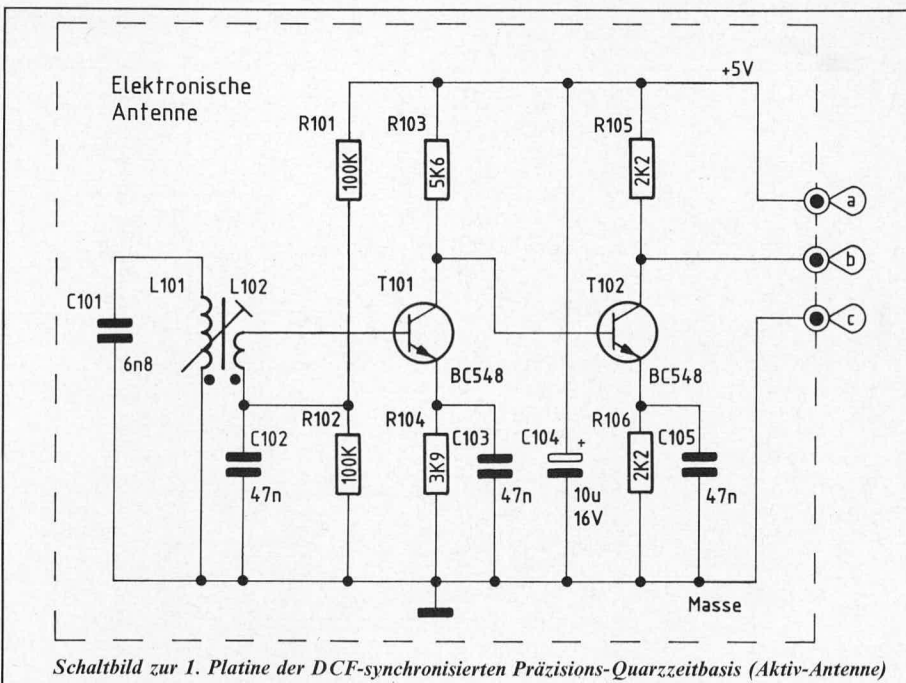 Elektronische
Antenne
+5V
R101
R103
R105
100K
5K6
2K2
a
b
c
C101
6n8
L101
L102
T101
BC548
T102
BC548
C102
47n
R102
100K
R104
3K9
C103
47n
C104
+
10u
16V
R106
2K2
C105
47n
Masse
Schaltbild zur 1. Platine der DCF-synchronisierten Präzisions-Quarzzeitbasis (Aktiv-Antenne)